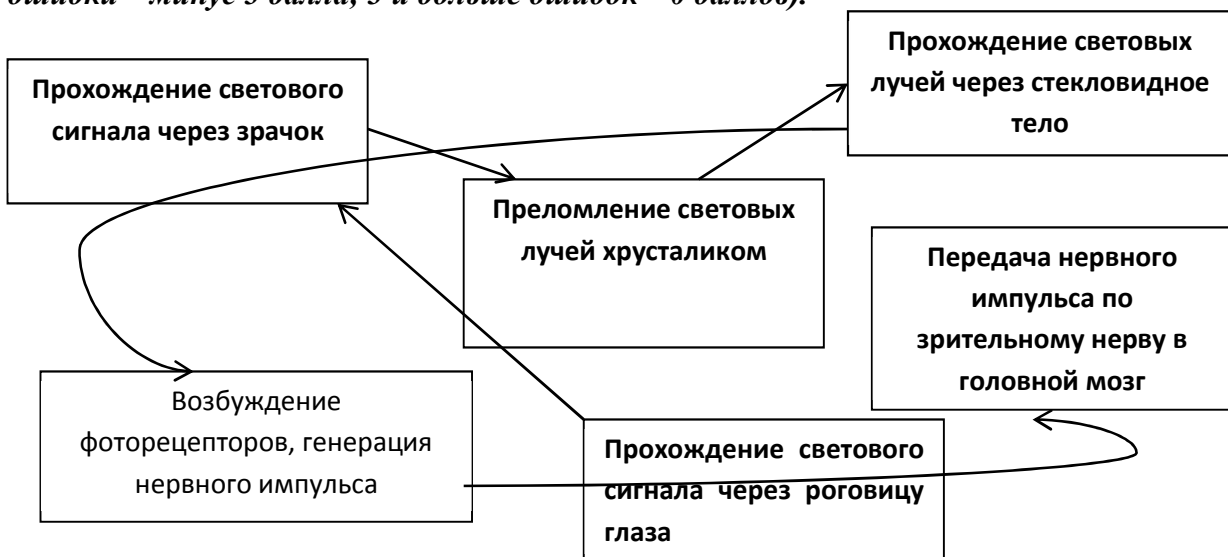 ошибка – минус 3 балла, 3 и больше ошибок – 0 баллов).
Прохождение светового
сигнала через зрачок
Прохождение световых
лучей через стекловидное
тело
Преломление световых
лучей хрусталиком
Передача нервного
импульса по
зрительному нерву в
головной мозг
Возбуждение
фоторецепторов, генерация
нервного импульса
Прохождение светового
сигнала через роговицу
глаза